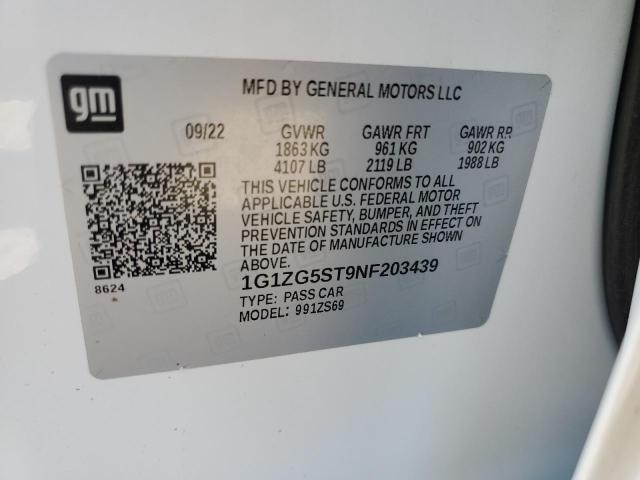 gm
MFD BY GENERAL MOTORS LLC
09/22 GVWR GAWR FRT GAWR RR
1863 KG 961 KG 902 KG
4107 LB 2119 LB 1988 LB
THIS VEHICLE CONFORMS TO ALL
APPLICABLE U.S. FEDERAL MOTOR
VEHICLE SAFETY, BUMPER, AND THEFT
PREVENTION STANDARDS IN EFFECT ON
THE DATE OF MANUFACTURE SHOWN
ABOVE.
8624
1G1ZG5ST9NF203439
TYPE: PASS CAR
MODEL: 991ZS69